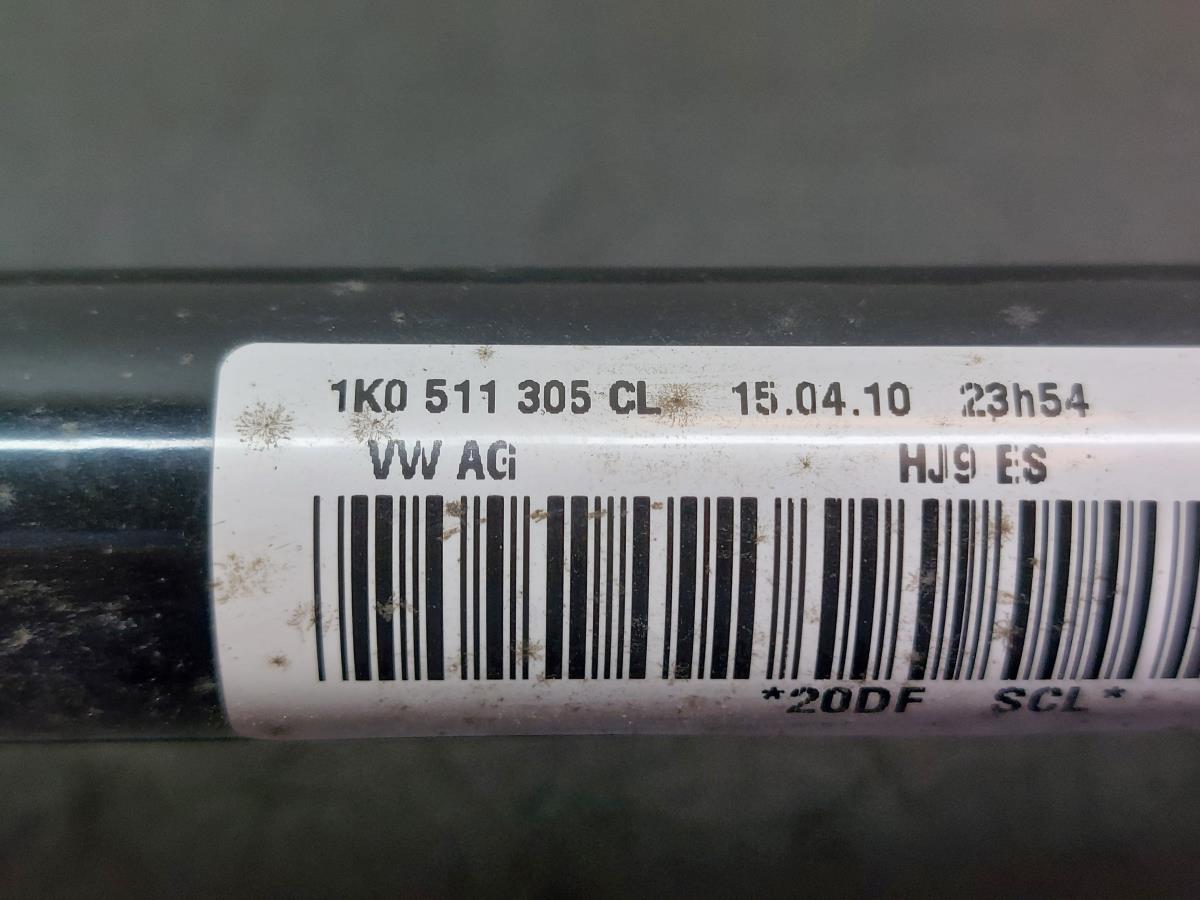 1K0 511 305 CL 15.04.10 23h54
VW AG HJ9 ES
*20DF SCL*